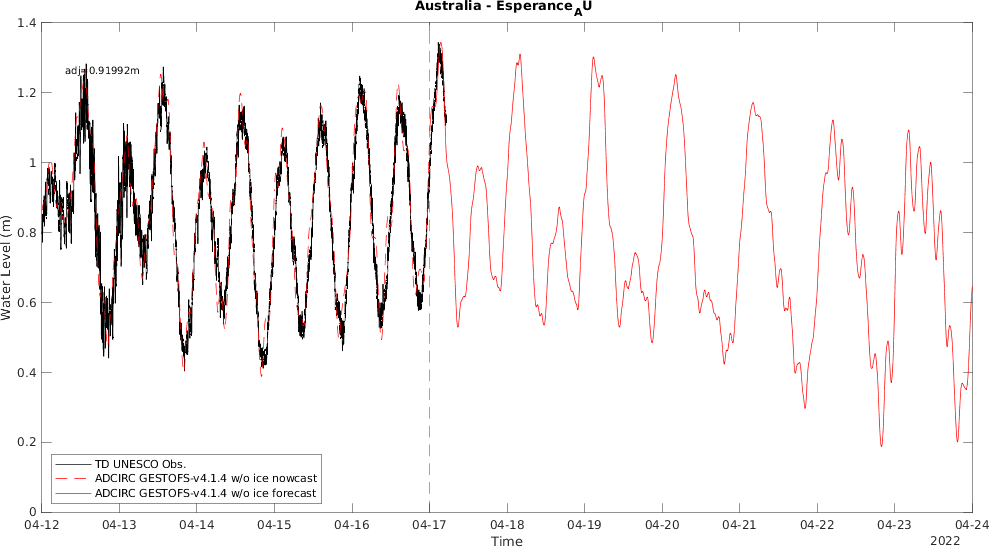 Australia - Esperance_AU
1.4
1.2
1
0.8
0.6
0.4
0.2
0
Water Level (m)
adj= 0.91992m
TD UNESCO Obs.
ADCIRC GESTOFS-v4.1.4 w/o ice nowcast
ADCIRC GESTOFS-v4.1.4 w/o ice forecast
04-12 04-13 04-14 04-15 04-16 04-17 04-18 04-19 04-20 04-21 04-22 04-23 04-24
Time
2022